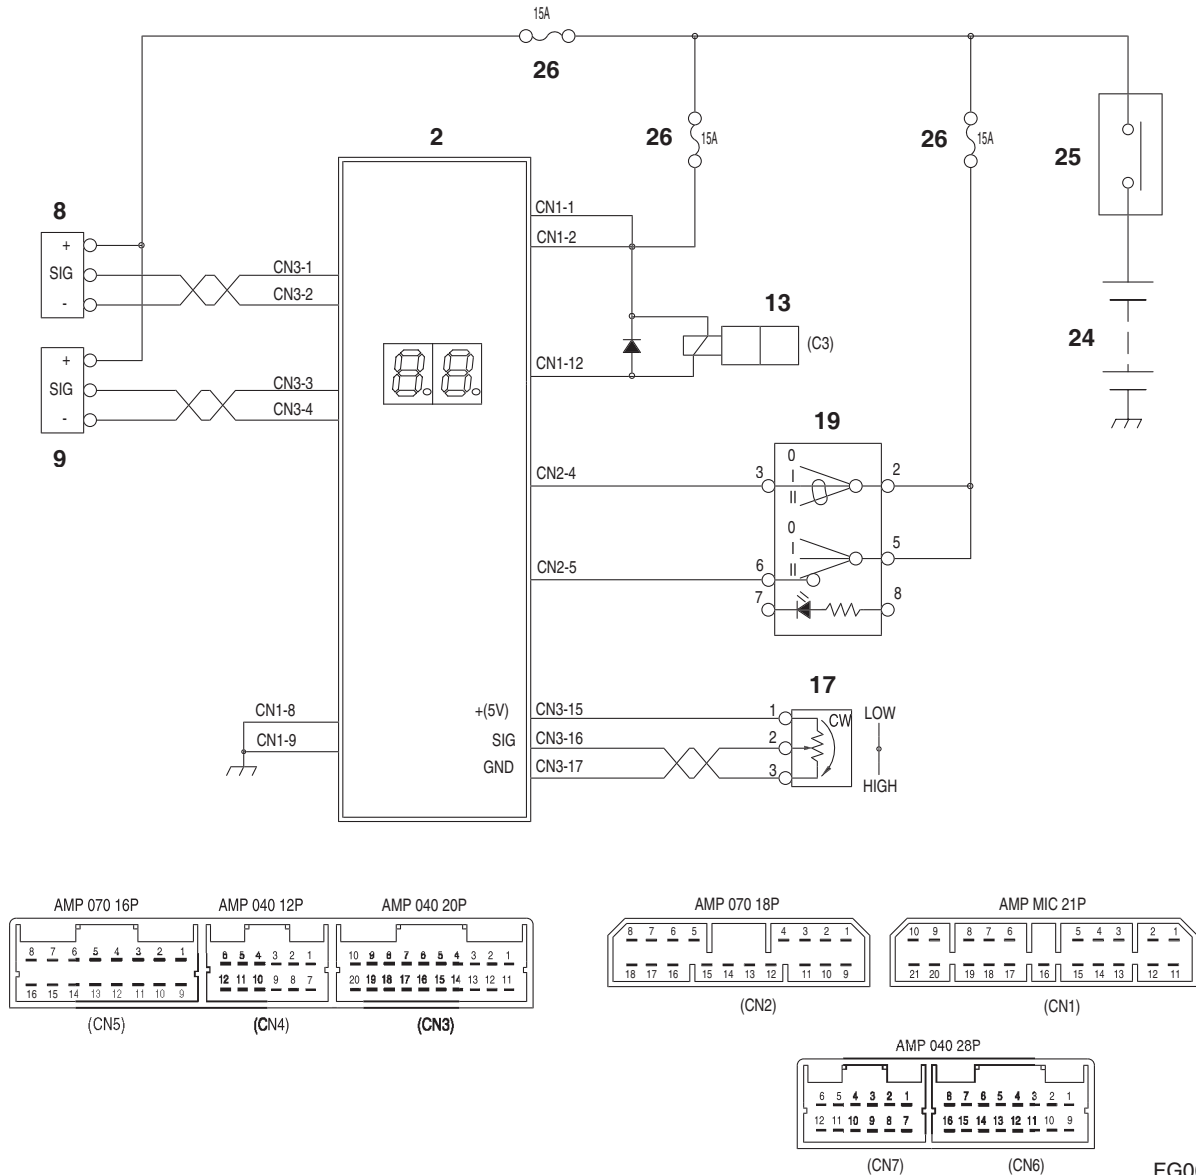 15A
26
2
26
15A
26
15A
25
8
CN1-1
+
CN1-2
SIG
CN3-1
-
CN3-2
13
(C3)
24
+
CN1-12
SIG
CN3-3
-
CN3-4
9
19
0
3
I
2
CN2-4
II
0
I
5
CN2-5
6
II
7
8
17
CN1-8
+(5V)
CN3-15
1
CW
LOW
CN1-9
SIG
CN3-16
2
GND
CN3-17
3
HIGH
AMP 070 16P
AMP 040 12P
AMP 040 20P
AMP 070 18P
AMP MIC 21P
8 7 6 5 4 3 2 1
6 5 4 3 2 1
10 9 8 7 6 5 4 3 2 1
8 7 6 5 4 3 2 1
10 9 8 7 6 5 4 3 2 1
16 15 14 13 12 11 10 9
12 11 10 9 8 7
20 19 18 17 16 15 14 13 12 11
18 17 16 15 14 13 12 11 10 9
21 20 19 18 17 16 15 14 13 12 11
(CN5)
(CN4)
(CN3)
(CN2)
(CN1)
AMP 040 28P
6 5 4 3 2 1
8 7 6 5 4 3 2 1
12 11 10 9 8 7
16 15 14 13 12 11 10 9
(CN7)
(CN6)